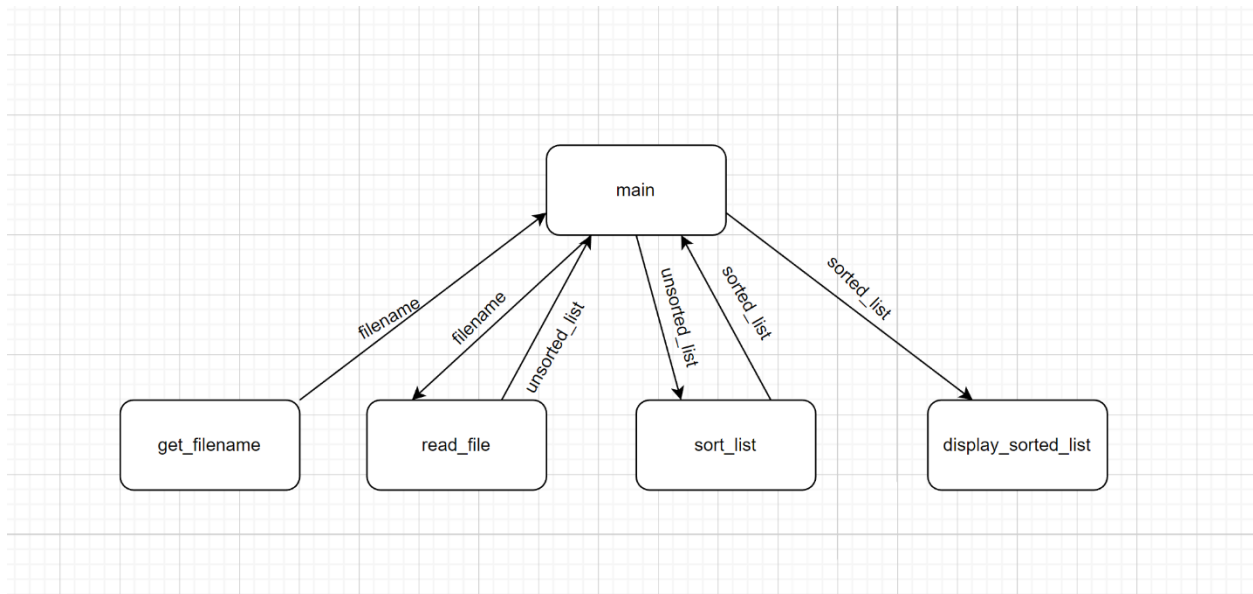 main
filename
filename
unsorted_list
unsorted_list
sorted_list
sorted_list
get_filename
read_file
sort_list
display_sorted_list